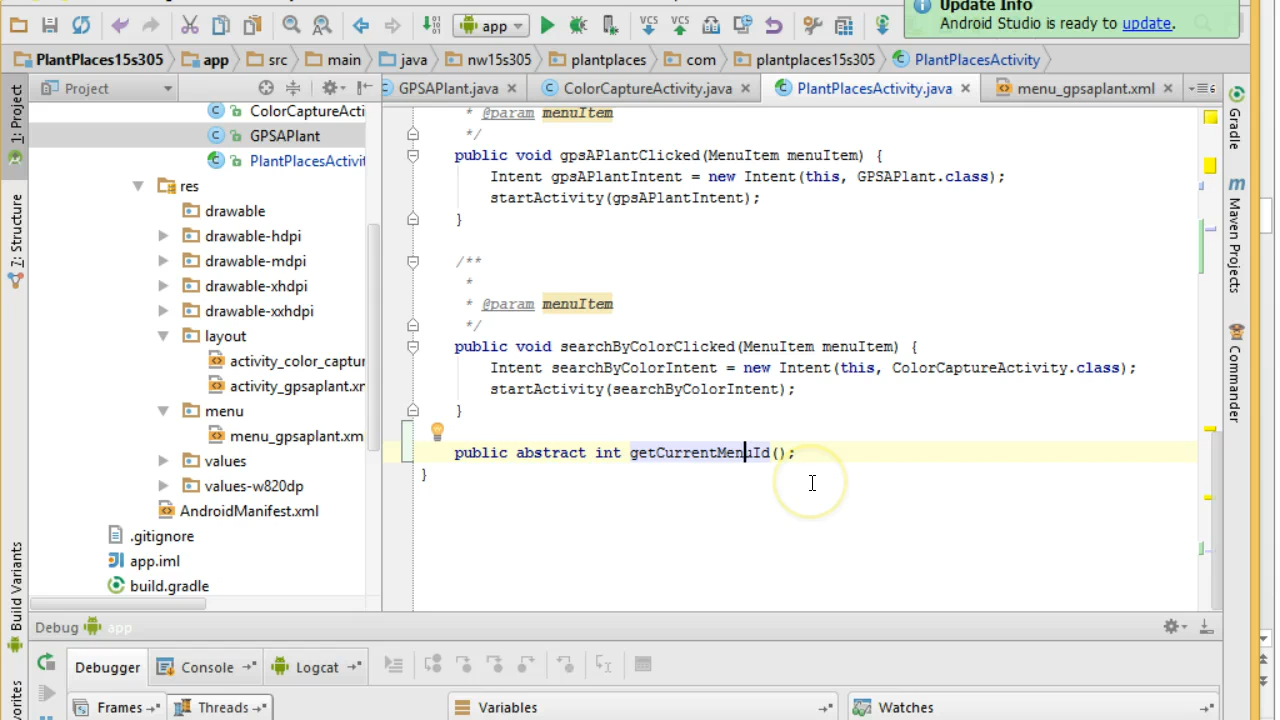 Update Info
Android Studio is ready to update.
app
PlantPlaces15s305
app
src
main
java
nw15s305
plantplaces
com
plantplaces15s305
PlantPlacesActivity
Project
GPSAPlant.java
ColorCaptureActivity.java
PlantPlacesActivity.java
menu_gpsaplant.xml
1: Project
7: Structure
Build Variants
Gradle
Maven Projects
Commander
ColorCaptureActi
GPSAPlant
PlantPlacesActivit
res
drawable
drawable-hdpi
drawable-mdpi
drawable-xhdpi
drawable-xxhdpi
layout
activity_color_captur
activity_gpsaplant.xm
menu
menu_gpsaplant.xm
values
values-w820dp
AndroidManifest.xml
.gitignore
app.iml
build.gradle
* @param menuItem
*/
public void gpsAPlantClicked(MenuItem menuItem) {
Intent gpsAPlantIntent = new Intent(this, GPSAPlant.class);
startActivity(gpsAPlantIntent);
}
/**
*
* @param menuItem
*/
public void searchByColorClicked(MenuItem menuItem) {
Intent searchByColorIntent = new Intent(this, ColorCaptureActivity.class);
startActivity(searchByColorIntent);
}
public abstract int getCurrentMenuId();
}
Debug app
Debugger
Console
Logcat
Frames
Threads
Variables
Watches
vorites